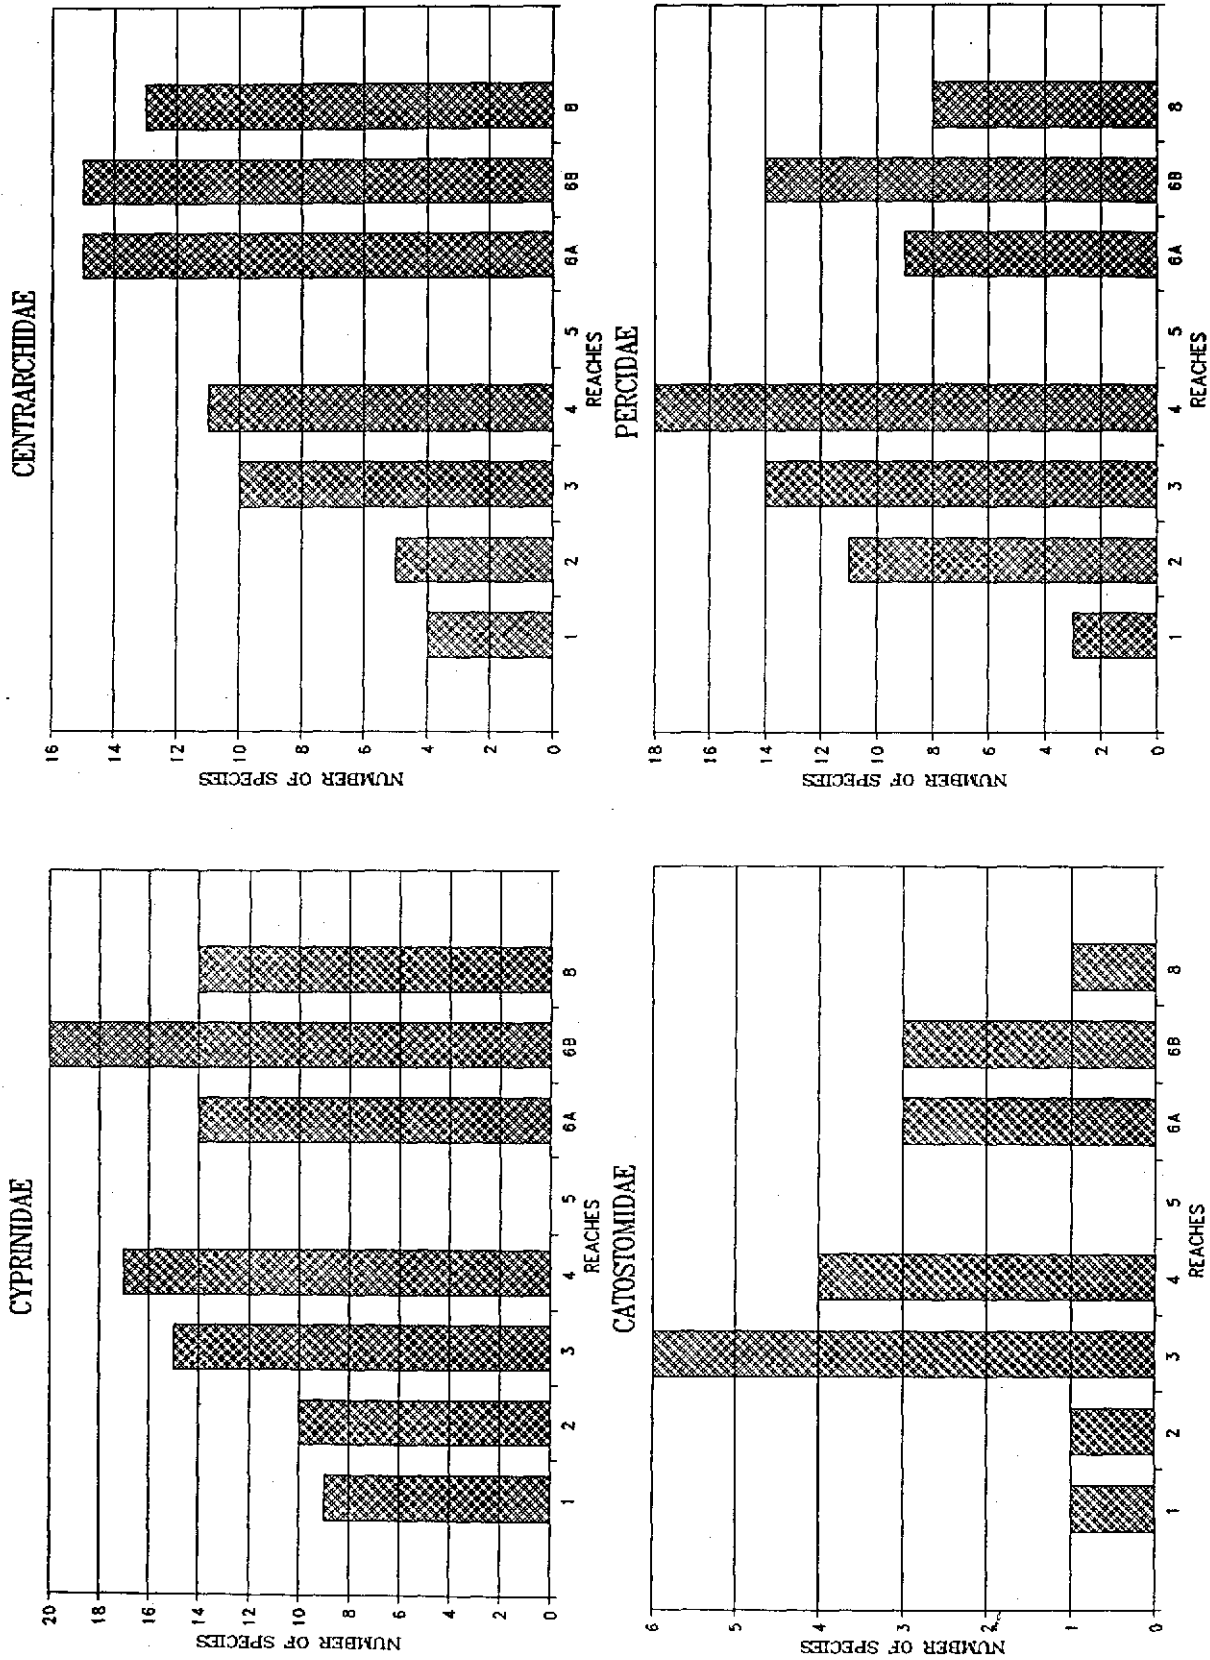 CYPRINIDAE
NUMBER OF SPECIES
20
18
16
14
12
10
8
6
4
2
0
1 2 3 4 5 6A 6B 8
REACHES
CENTRARCHIDAE
NUMBER OF SPECIES
16
14
12
10
8
6
4
2
0
1 2 3 4 5 6A 6B 8
REACHES
CATOSTOMIDAE
NUMBER OF SPECIES
6
5
4
3
2
1
0
1 2 3 4 5 6A 6B 8
REACHES
PERCIDAE
NUMBER OF SPECIES
18
16
14
12
10
8
6
4
2
0
1 2 3 4 5 6A 6B 8
REACHES